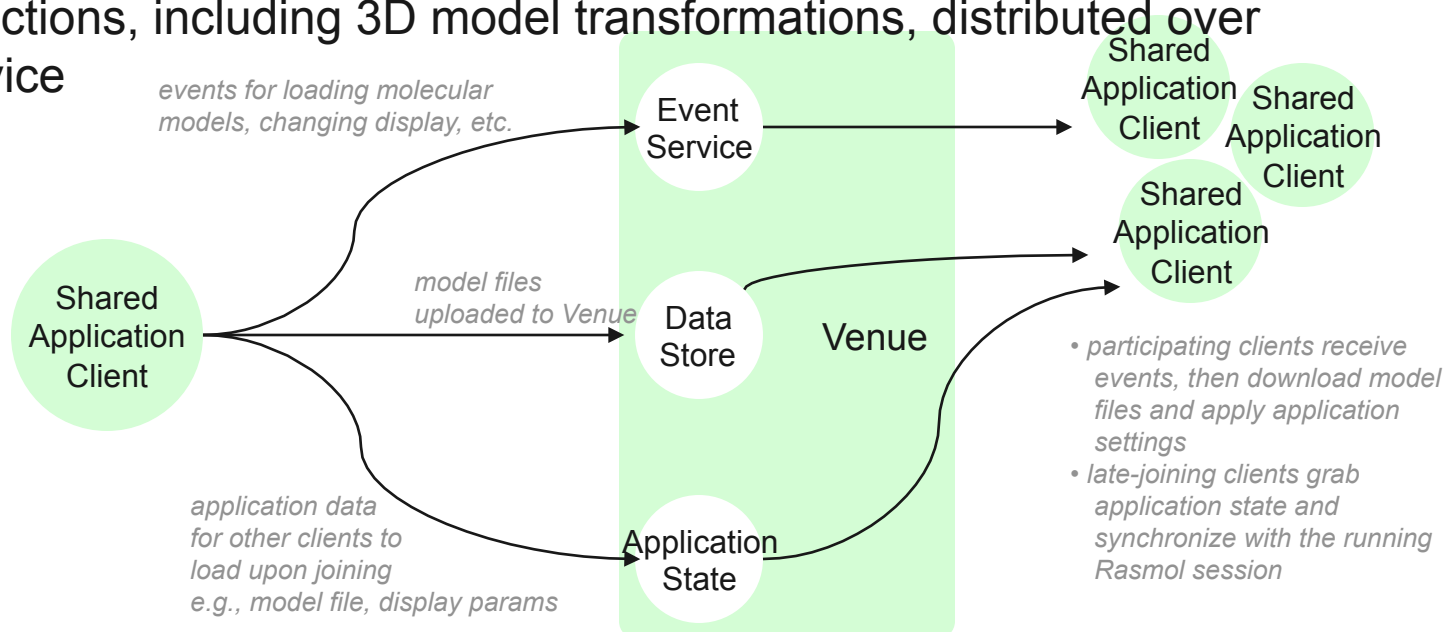 ctions, including 3D model transformations, distributed over
vice
events for loading molecular
models, changing display, etc.
Event
Service
Shared
Application
Client
Shared
Application
Client
Shared
Application
Client
Shared
Application
Client
model files
uploaded to Venue
Data
Store
Venue
• participating clients receive
events, then download model
files and apply application
settings
• late-joining clients grab
application state and
synchronize with the running
Rasmol session
application data
for other clients to
load upon joining
e.g., model file, display params
Application
State